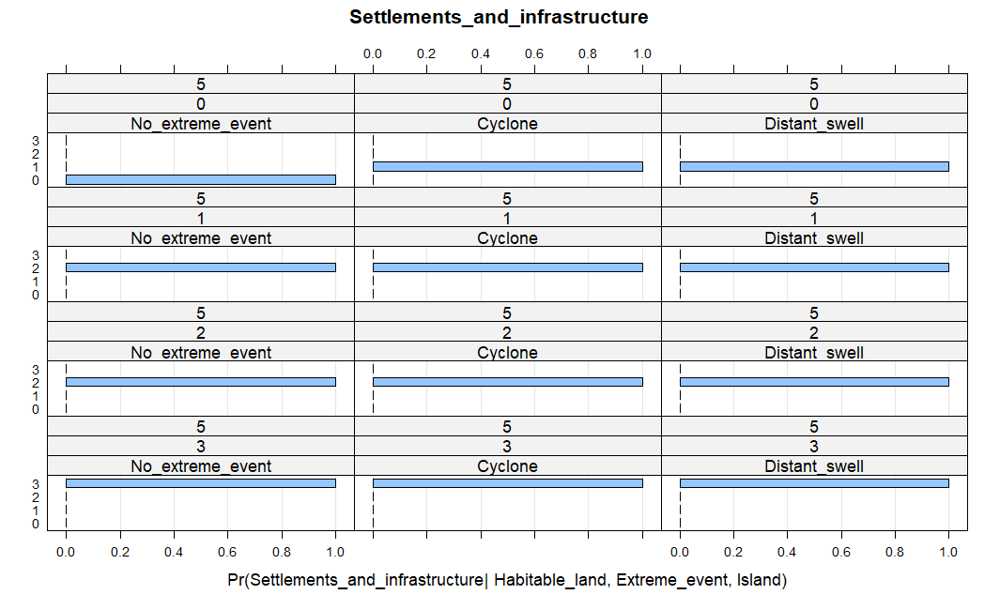 Settlements_and_infrastructure
0.0 0.2 0.4 0.6 0.8 1.0
5 5 5
0 0 0
No_extreme_event Cyclone Distant_swell
3
2
1
0
5 5 5
1 1 1
No_extreme_event Cyclone Distant_swell
3
2
1
0
5 5 5
2 2 2
No_extreme_event Cyclone Distant_swell
3
2
1
0
5 5 5
3 3 3
No_extreme_event Cyclone Distant_swell
3
2
1
0
0.0 0.2 0.4 0.6 0.8 1.0 0.0 0.2 0.4 0.6 0.8 1.0
Pr(Settlements_and_infrastructure| Habitable_land, Extreme_event, Island)